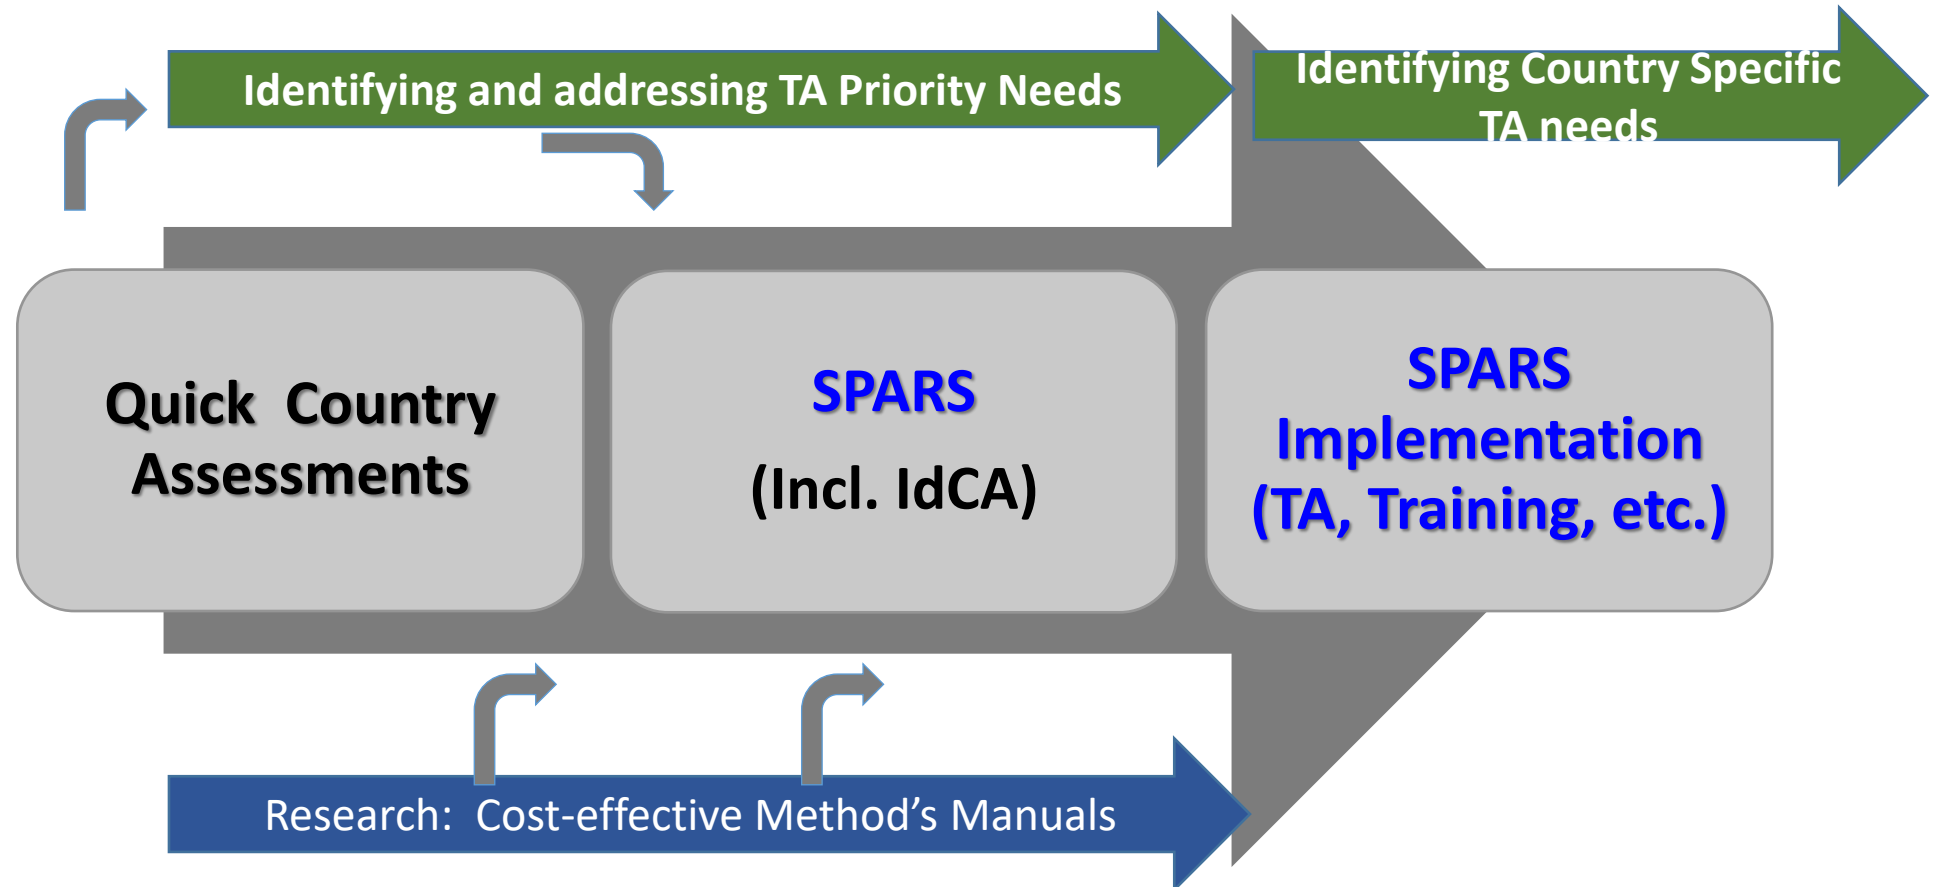 Identifying and addressing TA Priority Needs
Identifying Country Specific
TA needs
Quick  Country
Assessments
SPARS
(Incl. IdCA)
SPARS
Implementation
(TA, Training, etc.)
Research:  Cost-effective Method’s Manuals